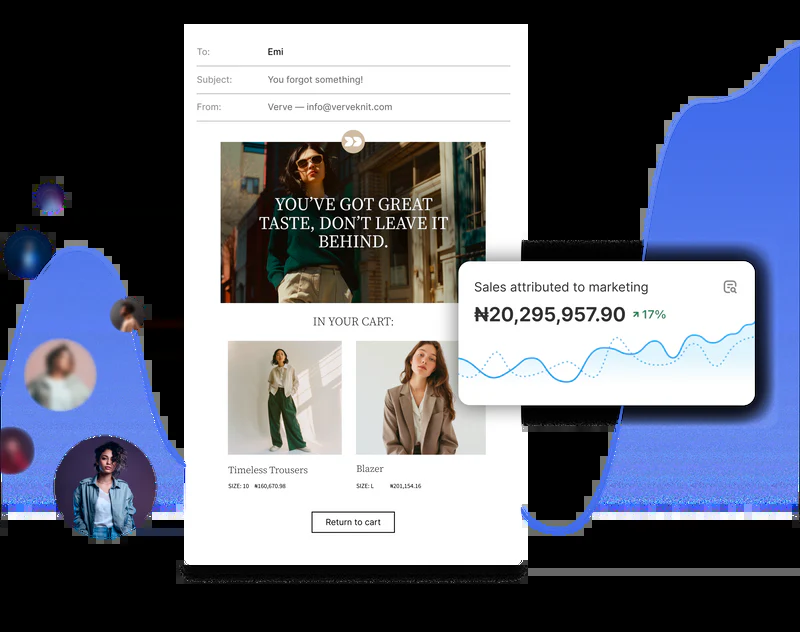 To: Emi
Subject: You forgot something!
From: Verve — info@verveknit.com
YOU’VE GOT GREAT
TASTE, DON’T LEAVE IT
BEHIND.
IN YOUR CART:
Timeless Trousers
SIZE: 10 ₦160,670.98
Blazer
SIZE: L ₦201,154.16
Return to cart
Sales attributed to marketing
₦20,295,957.90 17%